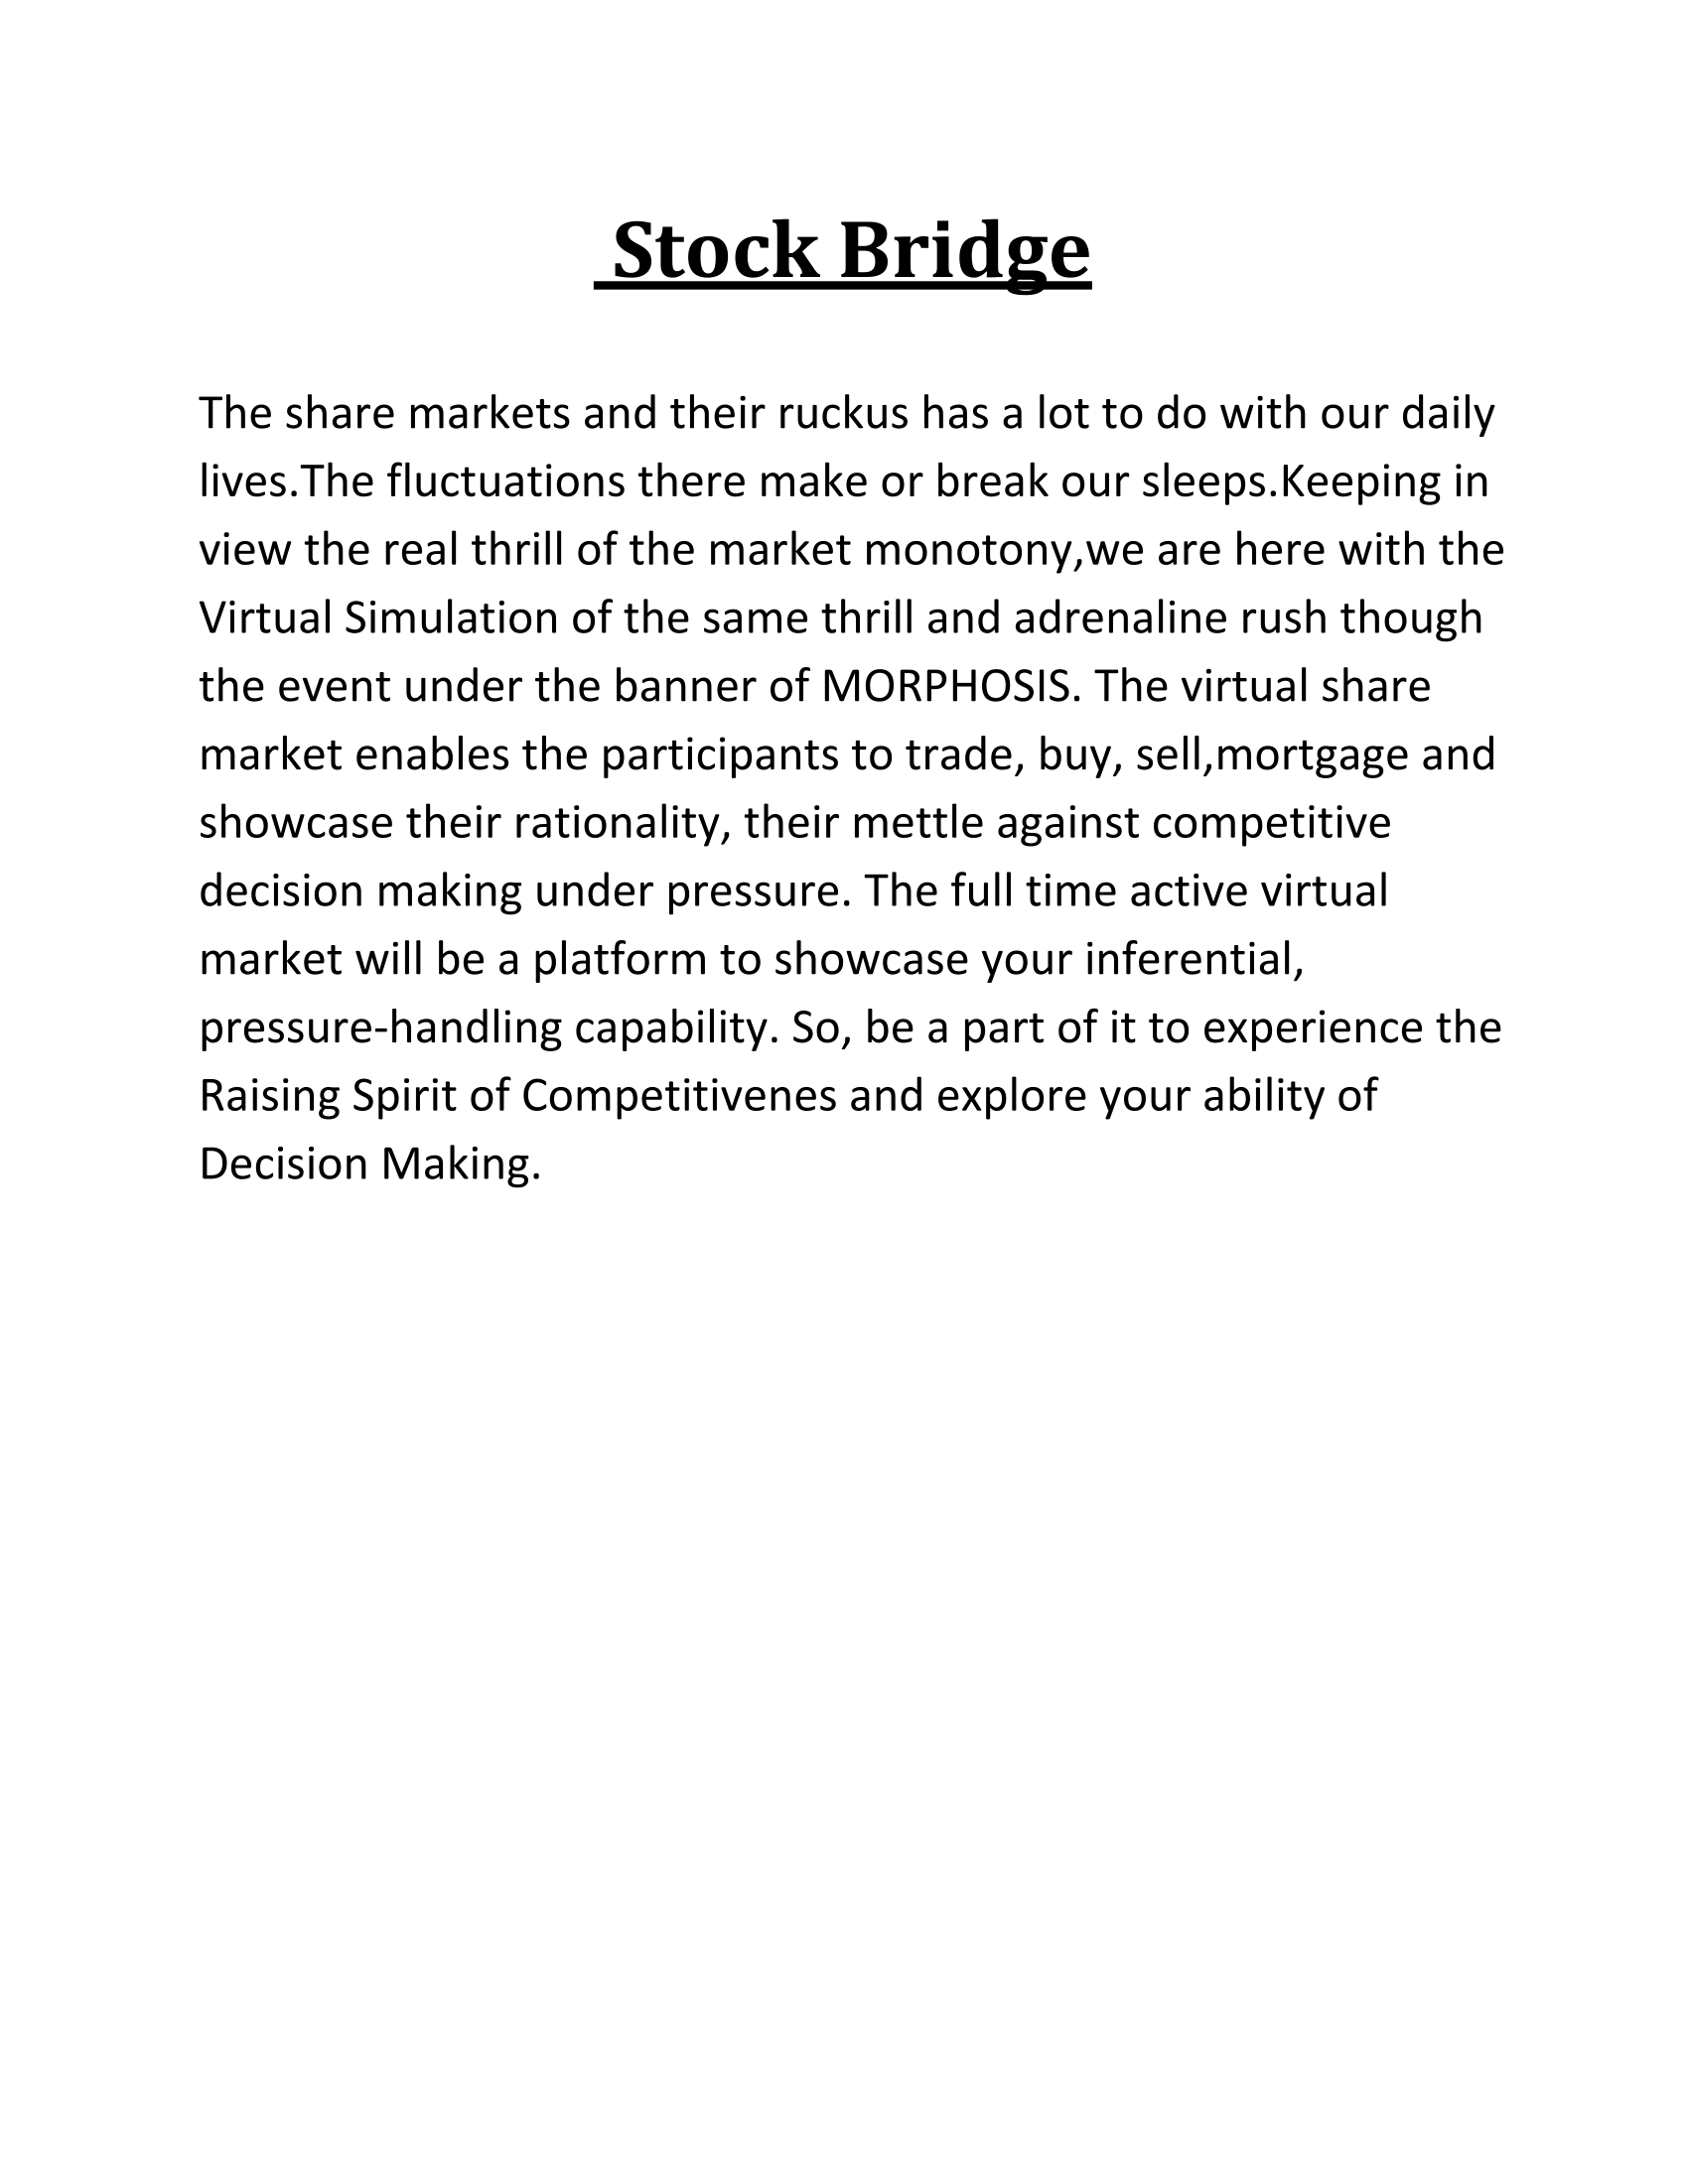 Stock Bridge
The share markets and their ruckus has a lot to do with our daily
lives.The fluctuations there make or break our sleeps.Keeping in
view the real thrill of the market monotony,we are here with the
Virtual Simulation of the same thrill and adrenaline rush though
the event under the banner of MORPHOSIS. The virtual share
market enables the participants to trade, buy, sell,mortgage and
showcase their rationality, their mettle against competitive
decision making under pressure. The full time active virtual
market will be a platform to showcase your inferential,
pressure-handling capability. So, be a part of it to experience the
Raising Spirit of Competitivenes and explore your ability of
Decision Making.